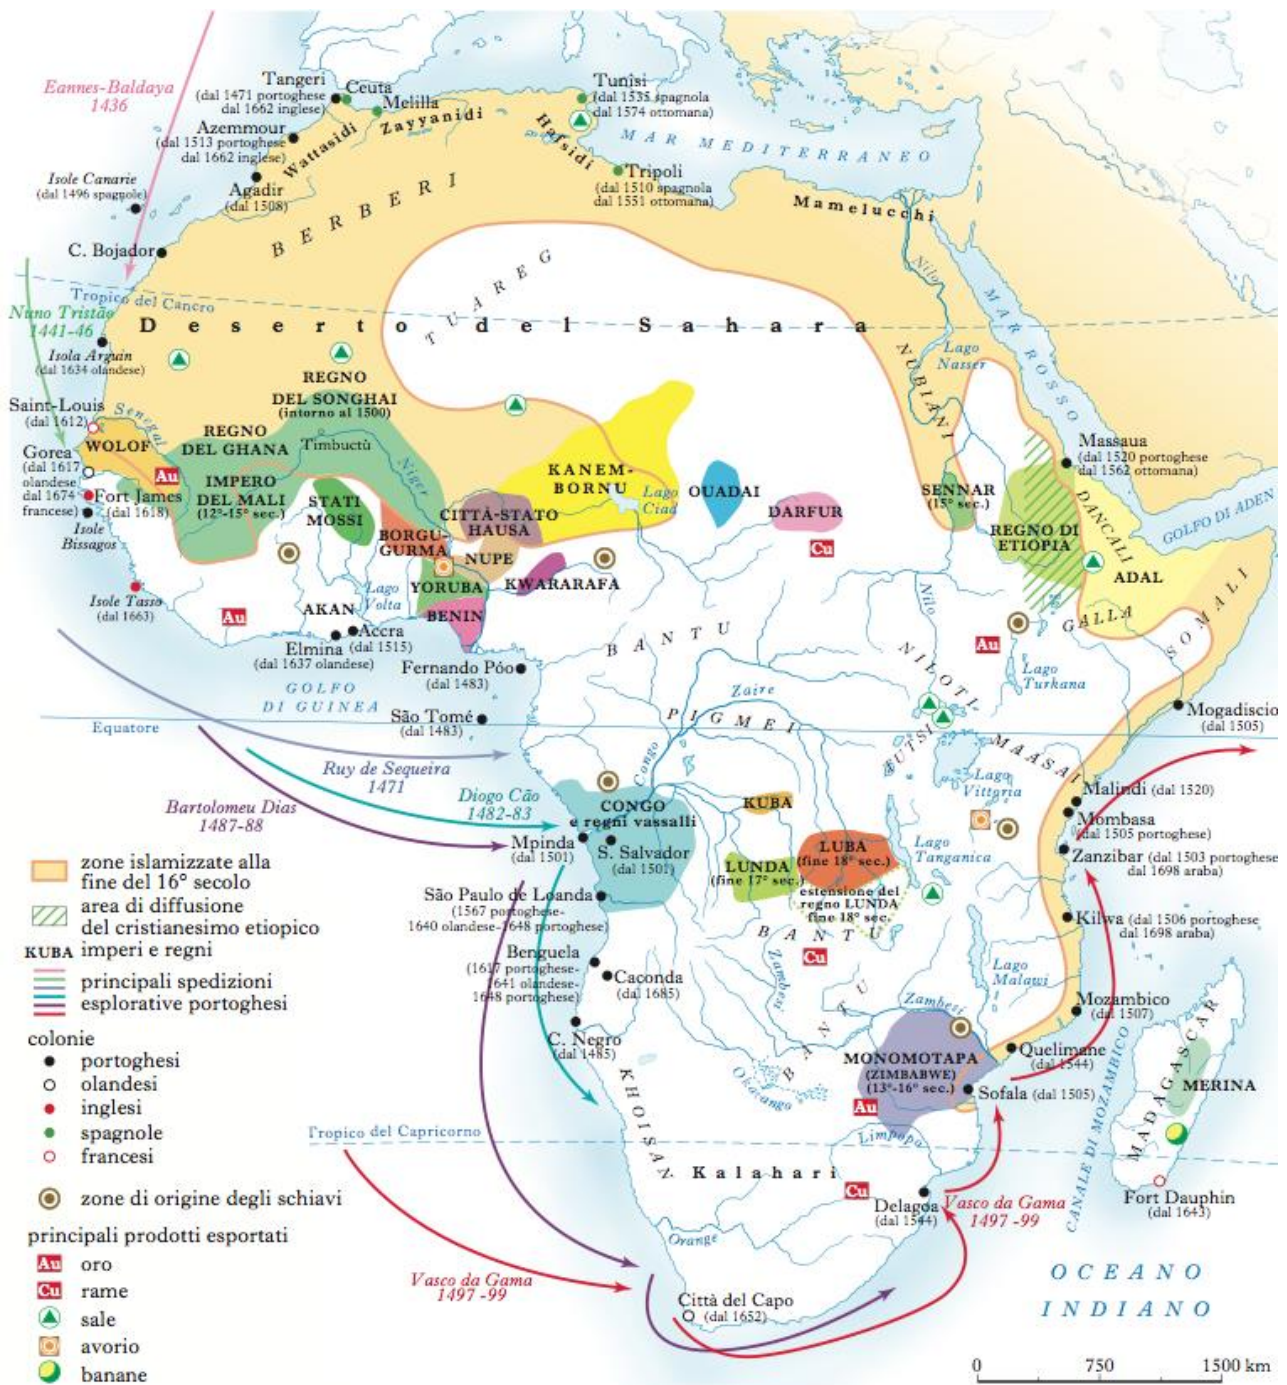 Eannes-Baldaya
1436
Tangeri
(dal 1471 portoghese
dal 1662 inglese)
Ceuta
Melilla
Tunisi
(dal 1535 spagnola
dal 1574 ottomana)
Azemmour
(dal 1513 portoghese
dal 1662 inglese)
Wattasidi
Zayyanidi
Hafsidi
MAR MEDITERRANEO
Isole Canarie
(dal 1496 spagnole)
Agadir
(dal 1508)
Tripoli
(dal 1510 spagnola
dal 1551 ottomana)
BERBERI
Mamelucchi
C. Bojador
TUAREG
Nilo
MAR ROSSO
Tropico del Cancro
Nuno Tristão
1441-46
Deserto del Sahara
Isola Arguin
(dal 1634 olandese)
NUBIANI
Lago
Nasser
REGNO
DEL SONGHAI
(intorno al 1500)
Saint-Louis
(dal 1612)
Senegal
WOLOF
REGNO
DEL GHANA
Timbuctù
Massaua
(dal 1520 portoghese
dal 1562 ottomana)
Gorea
(dal 1617
olandese
dal 1674
francese)
Au
Fort James
(dal 1618)
IMPERO
DEL MALI
(12°-15° sec.)
Niger
STATI
MOSSI
KANEM-
BORNU
Lago
Ciad
OUADAI
DARFUR
SENNAR
(15° sec.)
DANCALI
GOLFO DI ADEN
Isole
Bissagos
CITTÀ-STATO
HAUSA
BORGU-
GURMA
NUPE
Cu
REGNO DI
ETIOPIA
ADAL
KWARARAFA
YORUBA
Isole Tasso
(dal 1663)
Lago
Volta
Au
AKAN
BENIN
Nilo
GALLA
SOMALI
Accra
(dal 1515)
Elmina
(dal 1637 olandese)
BANTU
Au
Fernando Póo
(dal 1483)
NILOTI
Lago
Turkana
GOLFO
DI GUINEA
Zaire
Equatore
São Tomé
(dal 1483)
PIGMEI
Mogadiscio
(dal 1505)
TUTSI
MAASAI
Ruy de Sequeira
1471
Congo
Lago
Vittoria
Bartolomeu Dias
1487-88
Diogo Cão
1482-83
CONGO
e regni vassalli
KUBA
Malindi (dal 1520)
Mombasa
(dal 1505 portoghese)
Mpinda
(dal 1501)
S. Salvador
(dal 1501)
LUBA
(fine 18° sec.)
Lago
Tanganica
Zanzibar (dal 1503 portoghese
dal 1698 araba)
LUNDA
(fine 17° sec.)
estensione del
regno LUNDA
fine 18° sec.
São Paulo de Loanda
(1567 portoghese-
1640 olandese-1648 portoghese)
Kilwa (dal 1506 portoghese
dal 1698 araba)
BANTU
Benguela
(1617 portoghese-
1641 olandese-
1648 portoghese)
Caconda
(dal 1685)
Cu
Zambesi
Lago
Malawi
Zambesi
Mozambico
(dal 1507)
C. Negro
(dal 1485)
BANTU
MONOMOTAPA
(ZIMBABWE)
(13°-16° sec.)
Quelimane
(dal 1544)
Okavango
KHOISAN
Au
Sofala (dal 1505)
CANALE DI MOZAMBICO
MADAGASCAR
MERINA
Tropico del Capricorno
Limpopo
Kalahari
Cu
Delagoa
(dal 1544)
Vasco da Gama
1497-99
Fort Dauphin
(dal 1643)
Orange
Vasco da Gama
1497-99
Città del Capo
(dal 1652)
OCEANO
INDIANO
0 750 1500 km
zone islamizzate alla
fine del 16° secolo
area di diffusione
del cristianesimo etiopico
KUBA imperi e regni
principali spedizioni
esplorative portoghesi
colonie
portoghesi
olandesi
inglesi
spagnole
francesi
zone di origine degli schiavi
principali prodotti esportati
Au oro
Cu rame
sale
avorio
banane